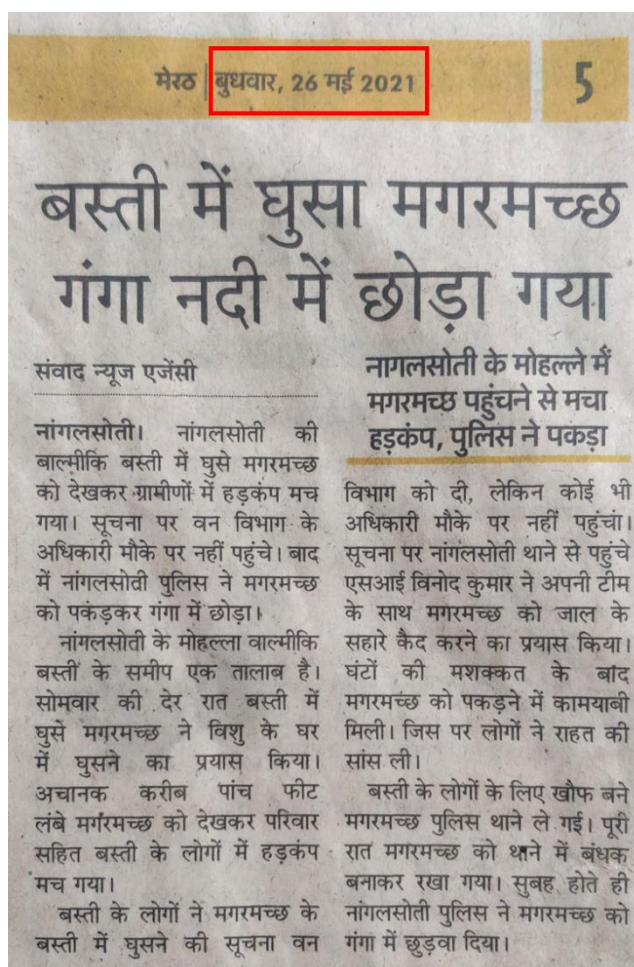 मेरठ | बुधवार, 26 मई 2021
5
बस्ती में घुसा मगरमच्छ
गंगा नदी में छोड़ा गया
संवाद न्यूज एजेंसी
नागलसोती के मोहल्ले में
मगरमच्छ पहुंचने से मचा
हड़कंप, पुलिस ने पकड़ा
नांगलसोती। नांगलसोती की
बाल्मीकि बस्ती में घुसे मगरमच्छ
को देखकर ग्रामीणों में हड़कंप मच
गया। सूचना पर वन विभाग के
अधिकारी मौके पर नहीं पहुंचे। बाद
में नांगलसोती पुलिस ने मगरमच्छ
को पकड़कर गंगा में छोड़ा।
नांगलसोती के मोहल्ला वाल्मीकि
बस्ती के समीप एक तालाब है।
सोमवार की देर रात बस्ती में
घुसे मगरमच्छ ने विशु के घर
में घुसने का प्रयास किया।
अचानक करीब पांच फीट
लंबे मगरमच्छ को देखकर परिवार
सहित बस्ती के लोगों में हड़कंप
मच गया।
बस्ती के लोगों ने मगरमच्छ के
बस्ती में घुसने की सूचना वन
विभाग को दी, लेकिन कोई भी
अधिकारी मौके पर नहीं पहुंचा।
सूचना पर नांगलसोती थाने से पहुंचे
एसआई विनोद कुमार ने अपनी टीम
के साथ मगरमच्छ को जाल के
सहारे कैद करने का प्रयास किया।
घंटों की मशक्कत के बाद
मगरमच्छ को पकड़ने में कामयाबी
मिली। जिस पर लोगों ने राहत की
सांस ली।
बस्ती के लोगों के लिए खौफ बने
मगरमच्छ पुलिस थाने ले गई। पूरी
रात मगरमच्छ को थाने में बंधक
बनाकर रखा गया। सुबह होते ही
नांगलसोती पुलिस ने मगरमच्छ को
गंगा में छुड़वा दिया।